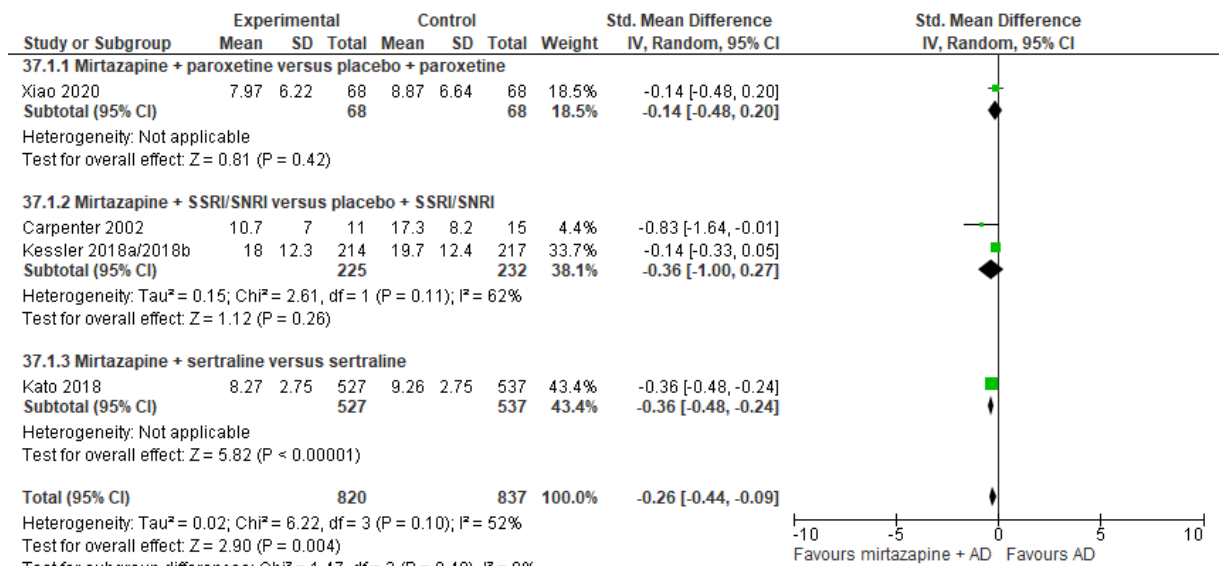 Experimental Control Std. Mean Difference Std. Mean Difference
Study or Subgroup Mean SD Total Mean SD Total Weight IV, Random, 95% CI IV, Random, 95% CI
37.1.1 Mirtazapine + paroxetine versus placebo + paroxetine
Xiao 2020 7.97 6.22 68 8.87 6.64 68 18.5% -0.14 [-0.48, 0.20]
Subtotal (95% CI) 68 68 18.5% -0.14 [-0.48, 0.20]
Heterogeneity: Not applicable
Test for overall effect: Z = 0.81 (P = 0.42)
37.1.2 Mirtazapine + SSRI/SNRI versus placebo + SSRI/SNRI
Carpenter 2002 10.7 7 11 17.3 8.2 15 4.4% -0.83 [-1.64, -0.01]
Kessler 2018a/2018b 18 12.3 214 19.7 12.4 217 33.7% -0.14 [-0.33, 0.05]
Subtotal (95% CI) 225 232 38.1% -0.36 [-1.00, 0.27]
Heterogeneity: Tau² = 0.15; Chi² = 2.61, df = 1 (P = 0.11); I² = 62%
Test for overall effect: Z = 1.12 (P = 0.26)
37.1.3 Mirtazapine + sertraline versus sertraline
Kato 2018 8.27 2.75 527 9.26 2.75 537 43.4% -0.36 [-0.48, -0.24]
Subtotal (95% CI) 527 537 43.4% -0.36 [-0.48, -0.24]
Heterogeneity: Not applicable
Test for overall effect: Z = 5.82 (P < 0.00001)
Total (95% CI) 820 837 100.0% -0.26 [-0.44, -0.09]
Heterogeneity: Tau² = 0.02; Chi² = 6.22, df = 3 (P = 0.10); I² = 52%
Test for overall effect: Z = 2.90 (P = 0.004)
-10 -5 0 5 10
Favours mirtazapine + AD Favours AD